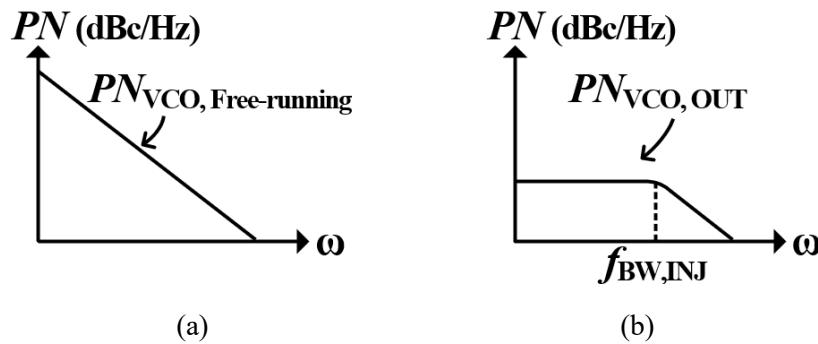 PN (dBc/Hz)
PNVCO, Free-running
ω
(a)
PN (dBc/Hz)
PNVCO, OUT
ω
fBW,INJ
(b)